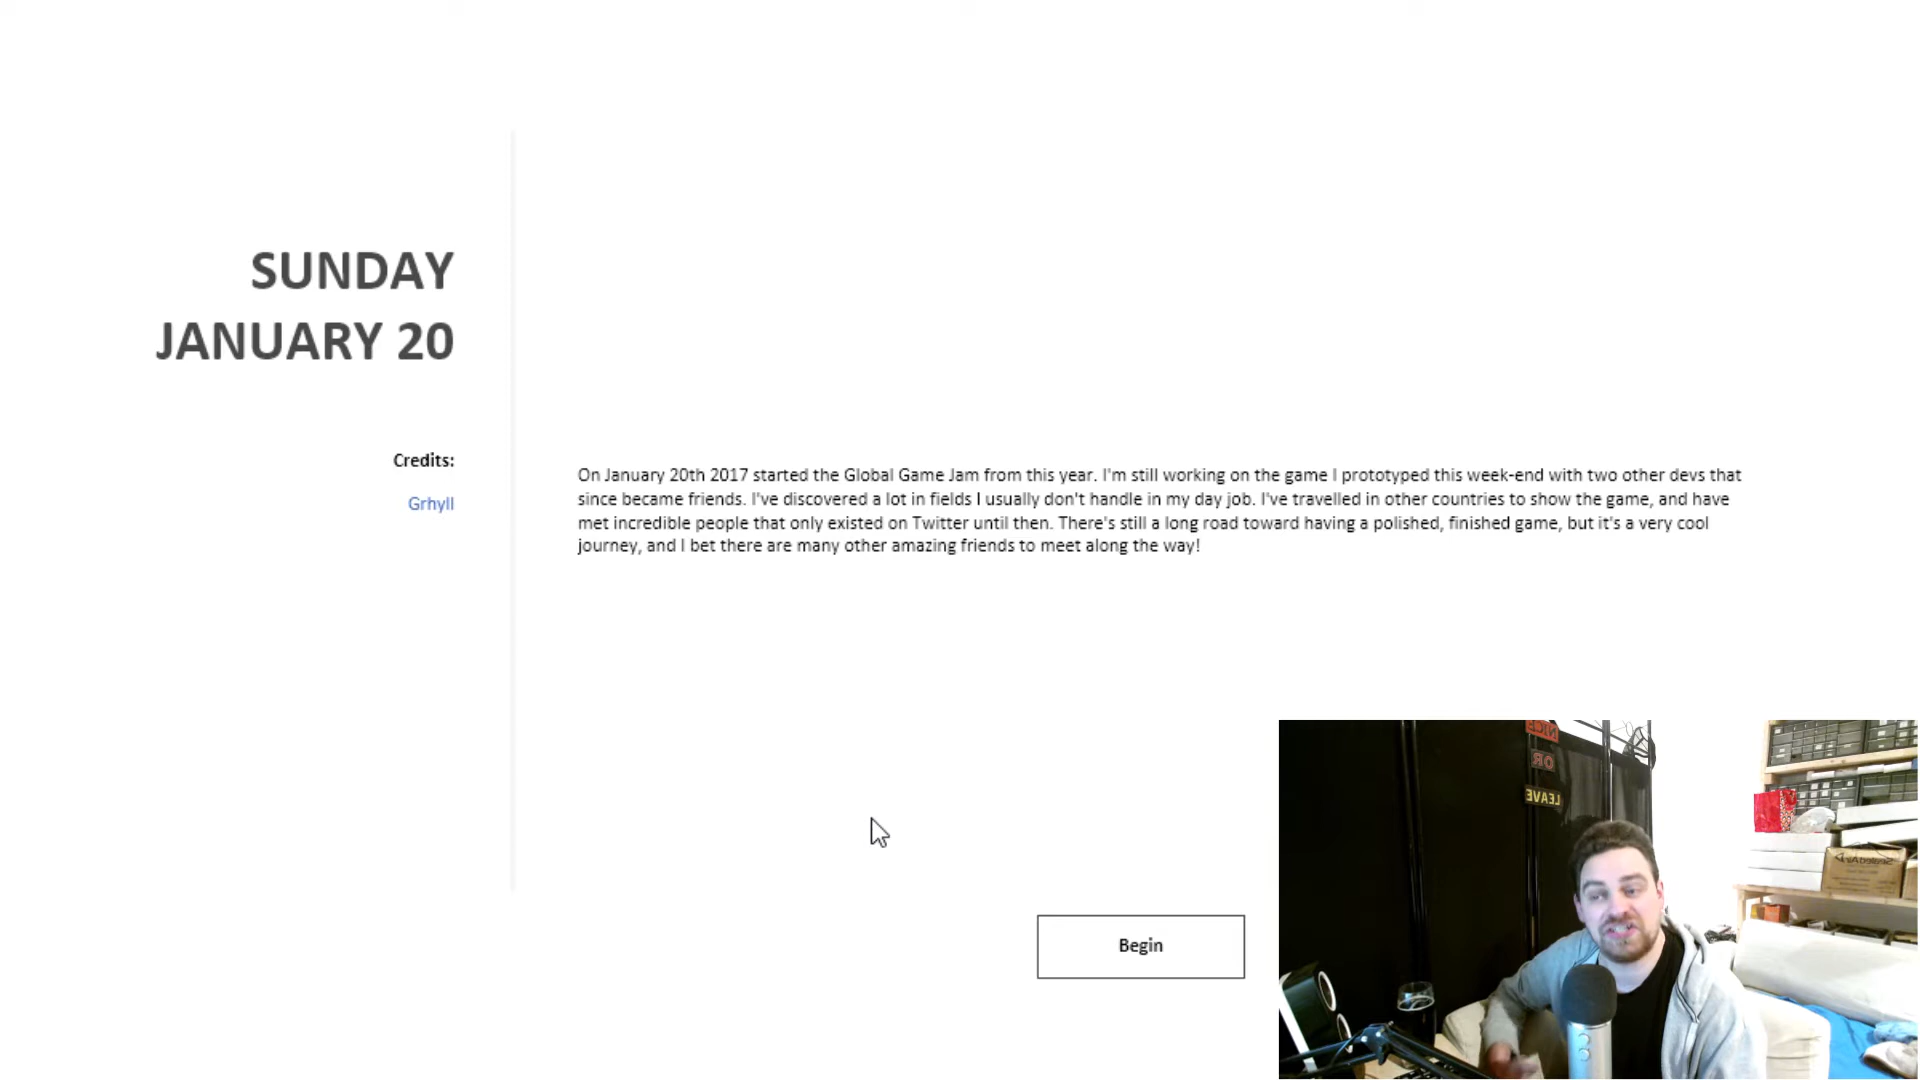 SUNDAY
JANUARY 20
Credits:
Grhyll
On January 20th 2017 started the Global Game Jam from this year. I'm still working on the game I prototyped this week-end with two other devs that
since became friends. I've discovered a lot in fields I usually don't handle in my day job. I've travelled in other countries to show the game, and have
met incredible people that only existed on Twitter until then. There's still a long road toward having a polished, finished game, but it's a very cool
journey, and I bet there are many other amazing friends to meet along the way!
Begin
NICE
OR
LEAVE